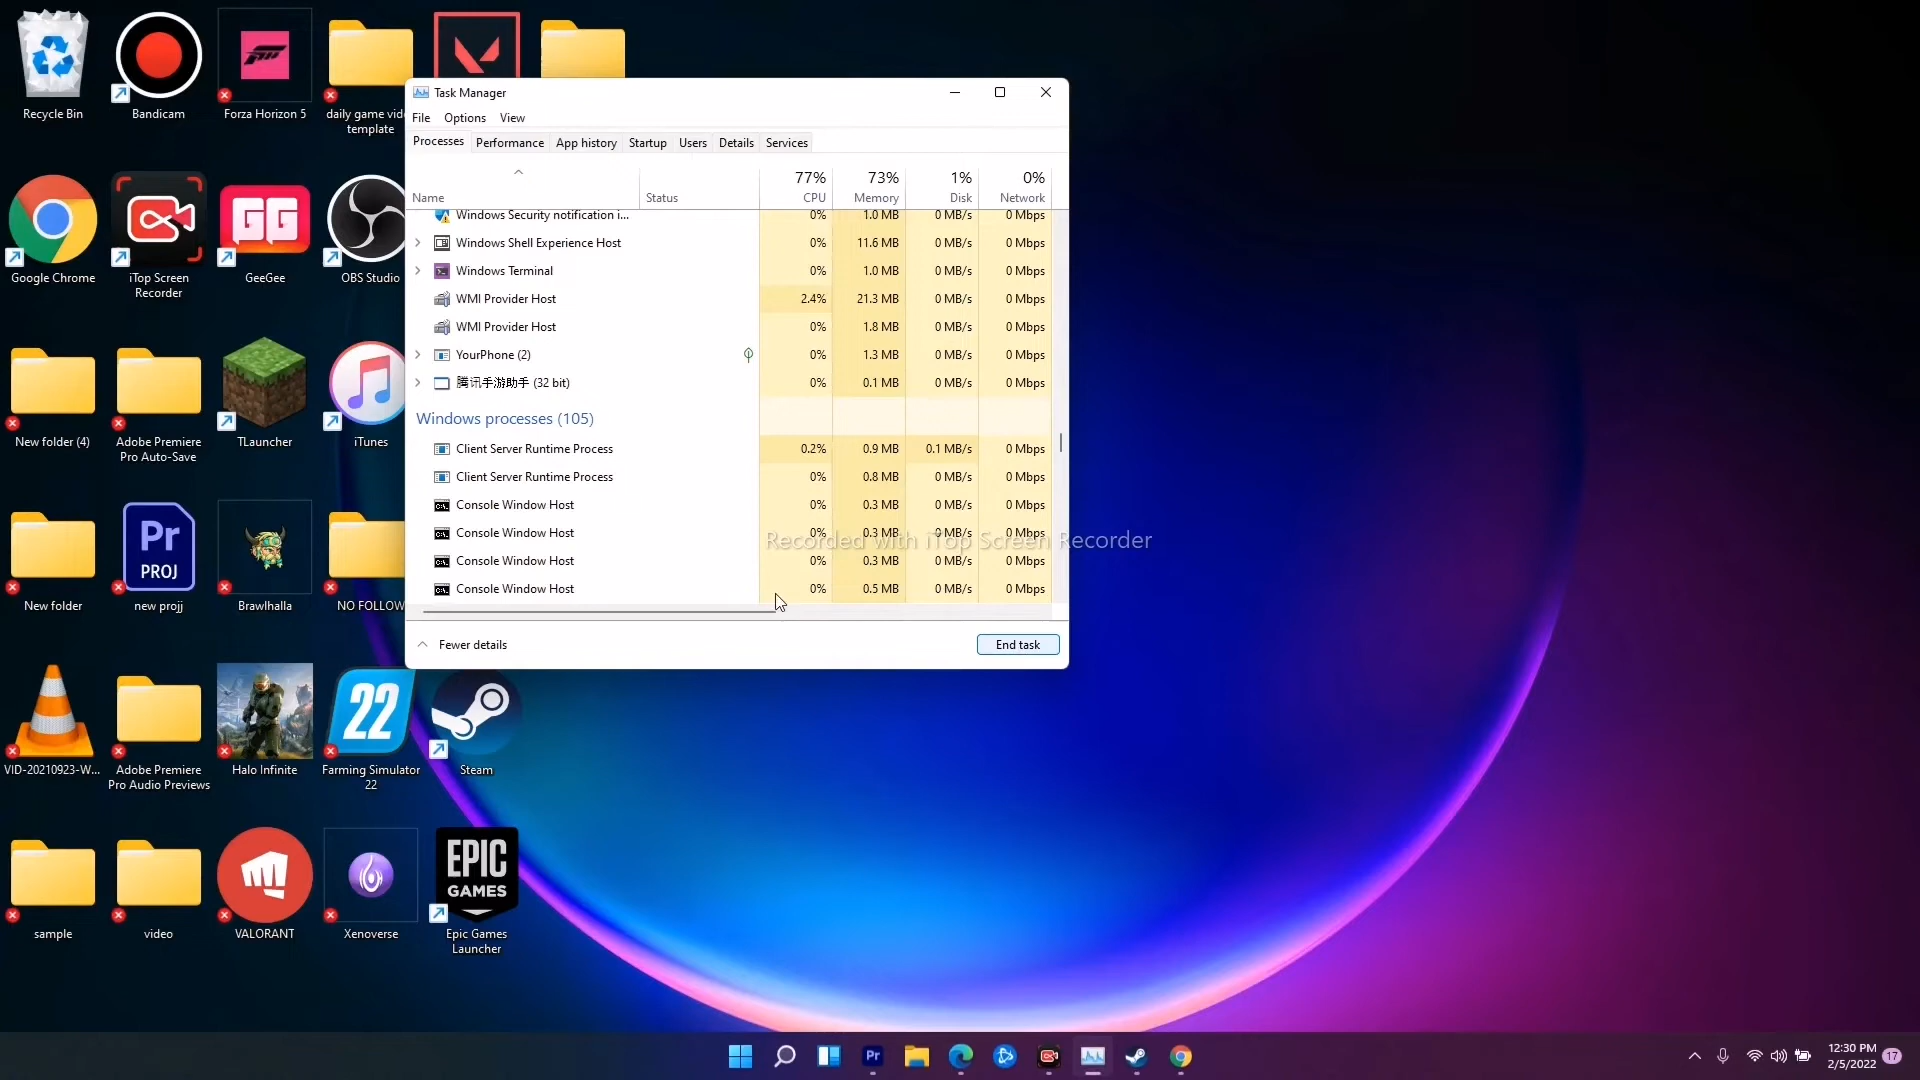 Recycle Bin
Bandicam
Forza Horizon 5
daily game vid
template
Google Chrome
iTop Screen
Recorder
GG
GeeGee
OBS Studio
New folder (4)
Adobe Premiere
Pro Auto-Save
TLauncher
iTunes
New folder
Pr
PROJ
new projj
Brawlhalla
NO FOLLOW
VID-20210923-W...
Adobe Premiere
Pro Audio Previews
Halo Infinite
22
Farming Simulator
22
Steam
sample
video
VALORANT
Xenoverse
EPIC
GAMES
Epic Games
Launcher
Task Manager
File Options View
Processes Performance App history Startup Users Details Services
77% 73% 1% 0%
Name Status CPU Memory Disk Network
Windows Security notification i... 0% 1.0 MB 0 MB/s 0 Mbps
Windows Shell Experience Host 0% 11.6 MB 0 MB/s 0 Mbps
Windows Terminal 0% 1.0 MB 0 MB/s 0 Mbps
WMI Provider Host 2.4% 21.3 MB 0 MB/s 0 Mbps
WMI Provider Host 0% 1.8 MB 0 MB/s 0 Mbps
YourPhone (2) 0% 1.3 MB 0 MB/s 0 Mbps
腾讯手游助手 (32 bit) 0% 0.1 MB 0 MB/s 0 Mbps
Windows processes (105)
Client Server Runtime Process 0.2% 0.9 MB 0.1 MB/s 0 Mbps
Client Server Runtime Process 0% 0.8 MB 0 MB/s 0 Mbps
Console Window Host 0% 0.3 MB 0 MB/s 0 Mbps
Console Window Host 0% 0.3 MB 0 MB/s 0 Mbps
Recorded with iTop Screen Recorder
Console Window Host 0% 0.3 MB 0 MB/s 0 Mbps
Console Window Host 0% 0.5 MB 0 MB/s 0 Mbps
Fewer details
End task
Pr
12:30 PM
2/5/2022
17